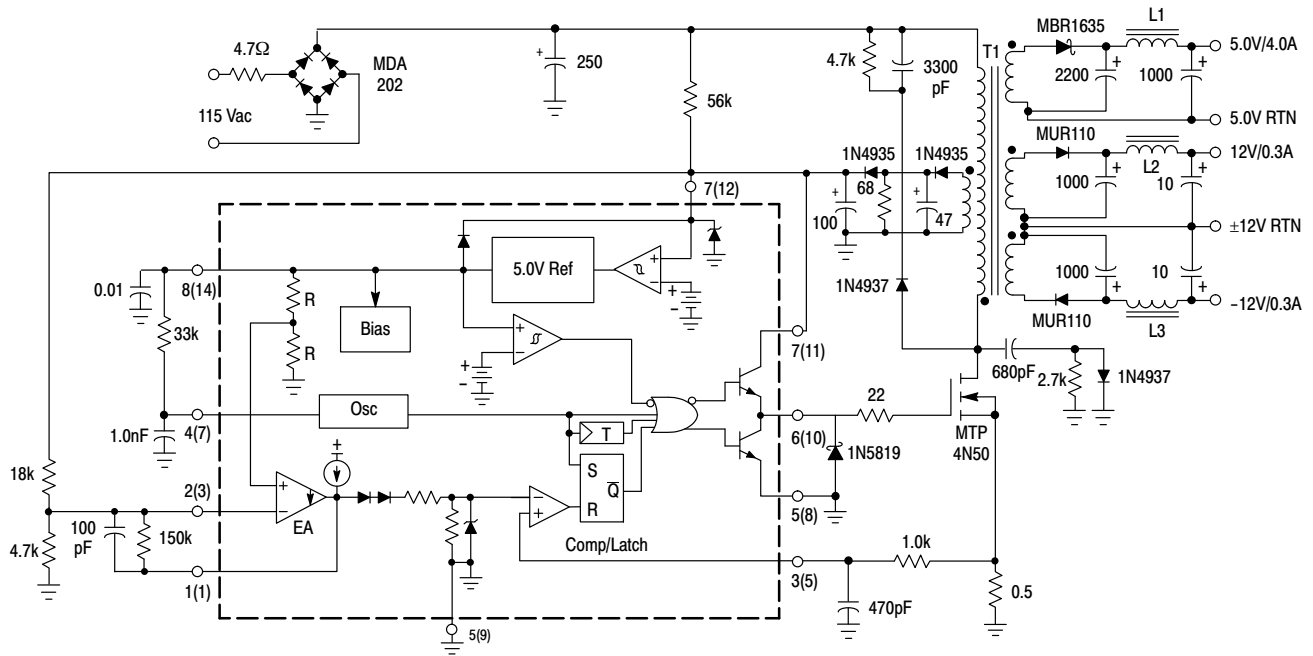 4.7Ω
MDA
202
115 Vac
+
250
56k
4.7k
3300
pF
T1
MBR1635
L1
5.0V/4.0A
2200
+
1000
+
5.0V RTN
MUR110
12V/0.3A
L2
1000
+
10
+
±12V RTN
1000
+
10
+
MUR110
L3
–12V/0.3A
1N4935
1N4935
68
+
100
+
47
7(12)
1N4937
680pF
2.7k
1N4937
0.01
8(14)
33k
R
R
Bias
5.0V Ref
+
–
+
–
+
–
+
–
7(11)
Osc
4(7)
1.0nF
T
S
R
Q
6(10)
22
MTP
4N50
1N5819
5(8)
18k
2(3)
+
–
EA
+
–
+
Comp/Latch
100
pF
150k
4.7k
1(1)
3(5)
1.0k
470pF
0.5
5(9)